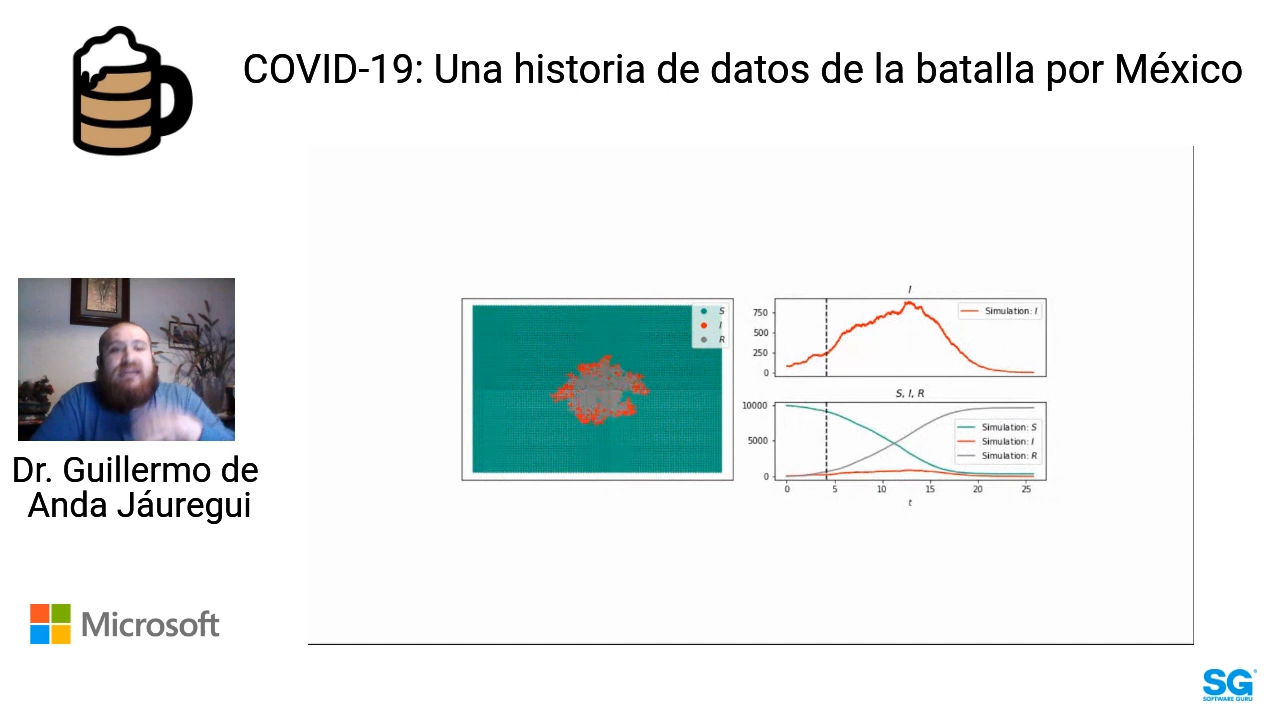 COVID-19: Una historia de datos de la batalla por México
S
I
R
I
750
500
250
0
Simulation: I
S, I, R
10000
5000
0
Simulation: S
Simulation: I
Simulation: R
0 5 10 15 20 25
t
Dr. Guillermo de
Anda Jáuregui
Microsoft
SG
SOFTWARE GURU